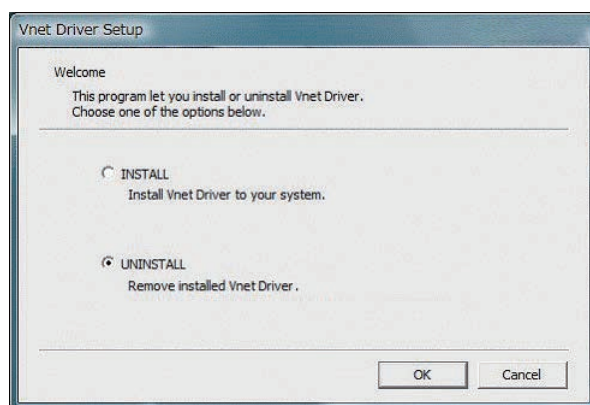 Vnet Driver Setup
Welcome
This program let you install or uninstall Vnet Driver.
Choose one of the options below.
INSTALL
Install Vnet Driver to your system.
UNINSTALL
Remove installed Vnet Driver.
OK
Cancel